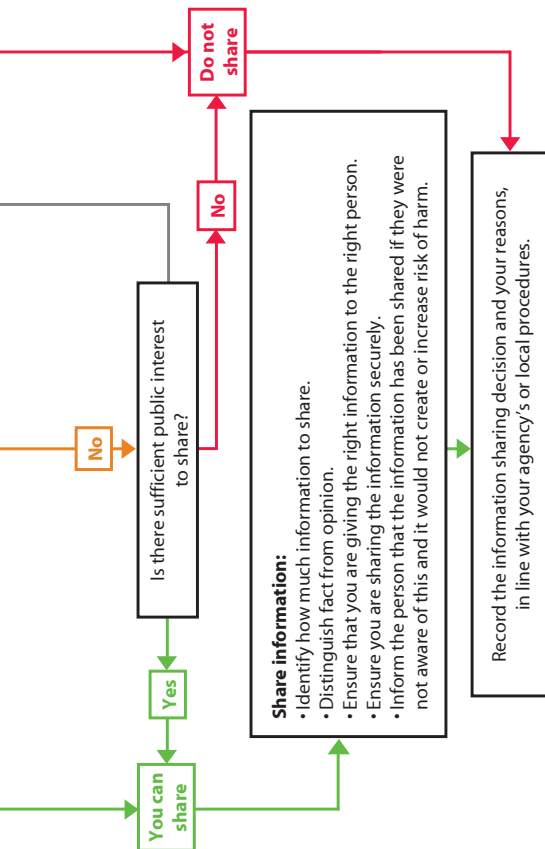 No
Is there sufficient public interest
to share?
Yes
No
You can
share
Do not
share
Share information:
• Identify how much information to share.
• Distinguish fact from opinion.
• Ensure that you are giving the right information to the right person.
• Ensure you are sharing the information securely.
• Inform the person that the information has been shared if they were
not aware of this and it would not create or increase risk of harm.
Record the information sharing decision and your reasons,
in line with your agency's or local procedures.